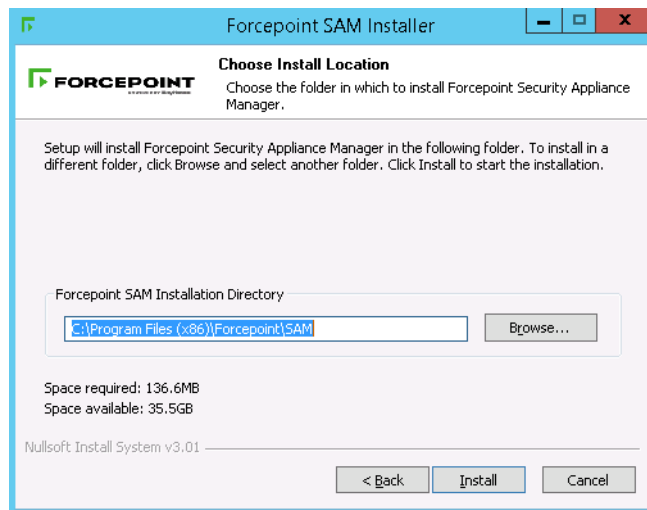 Forcepoint SAM Installer
FORCEPOINT
Choose Install Location
Choose the folder in which to install Forcepoint Security Appliance
Manager.
Setup will install Forcepoint Security Appliance Manager in the following folder. To install in a
different folder, click Browse and select another folder. Click Install to start the installation.
Forcepoint SAM Installation Directory
C:\Program Files (x86)\Forcepoint\SAM
Browse...
Space required: 136.6MB
Space available: 35.5GB
Nullsoft Install System v3.01
< Back
Install
Cancel